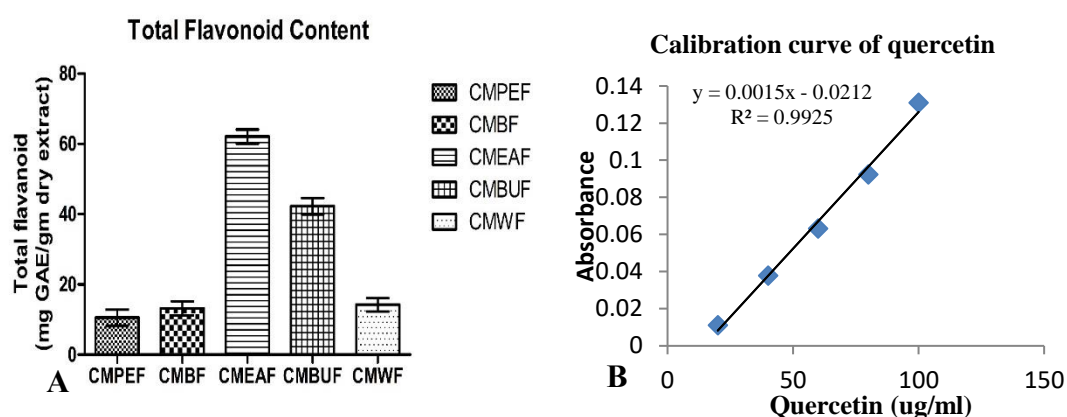 Total Flavonoid Content
Total flavanoid
(mg GAE/gm dry extract)
80
60
40
20
0
CMPEF
CMBF
CMEAF
CMBUF
CMWF
CMPEF CMBF CMEAF CMBUF CMWF
A
Calibration curve of quercetin
y = 0.0015x - 0.0212
R² = 0.9925
Absorbance
0.14
0.12
0.1
0.08
0.06
0.04
0.02
0
0 50 100 150
Quercetin (ug/ml)
B